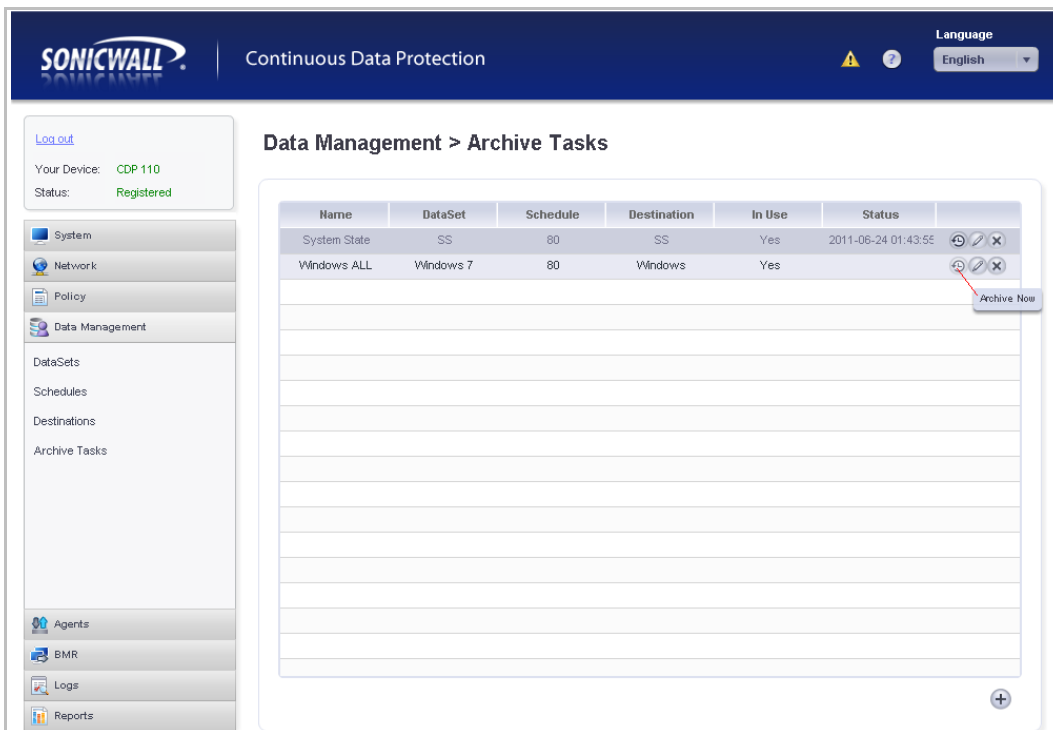 Language
SONICWALL
Continuous Data Protection
English
Log out
Your Device: CDP 110
Status: Registered
Data Management > Archive Tasks
System
Network
Policy
Data Management
DataSets
Schedules
Destinations
Archive Tasks
Agents
BMR
Logs
Reports
Name DataSet Schedule Destination In Use Status
System State SS 80 SS Yes 2011-06-24 01:43:55
Windows ALL Windows 7 80 Windows Yes
Archive Now